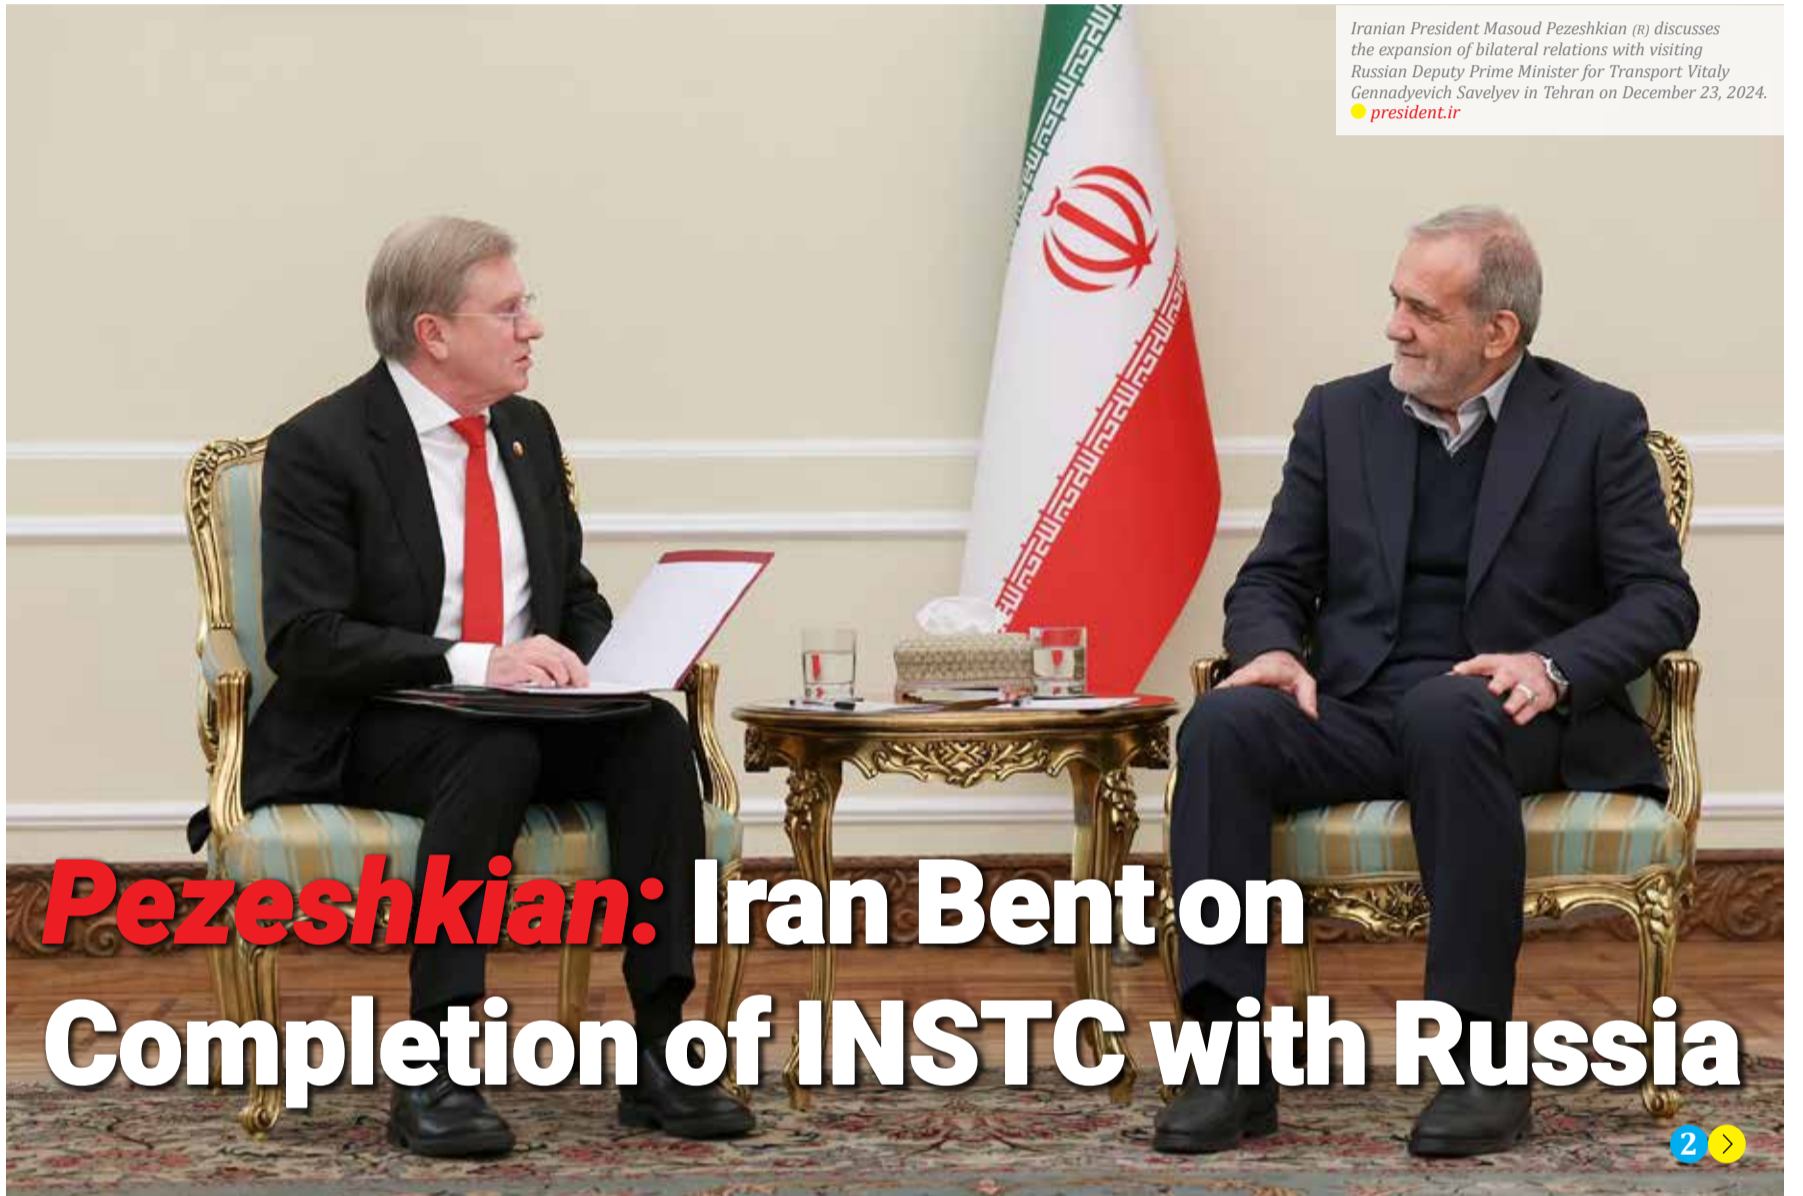 Iranian President Masoud Pezeshkian (R) discusses
the expansion of bilateral relations with visiting
Russian Deputy Prime Minister for Transport Vitaly
Gennadyevich Savelyev in Tehran on December 23, 2024.
president.ir
Pezeshkian: Iran Bent on
Completion of INSTC with Russia
2